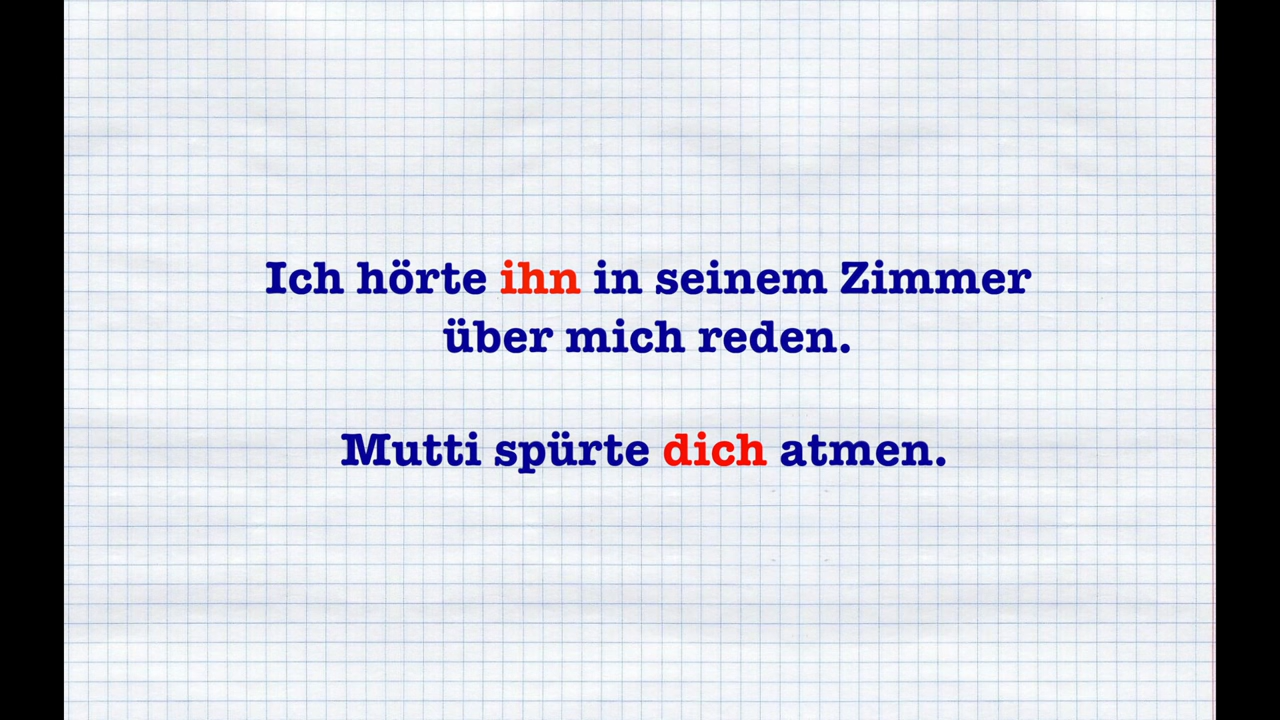 Ich hörte ihn in seinem Zimmer
über mich reden.
Mutti spürte dich atmen.